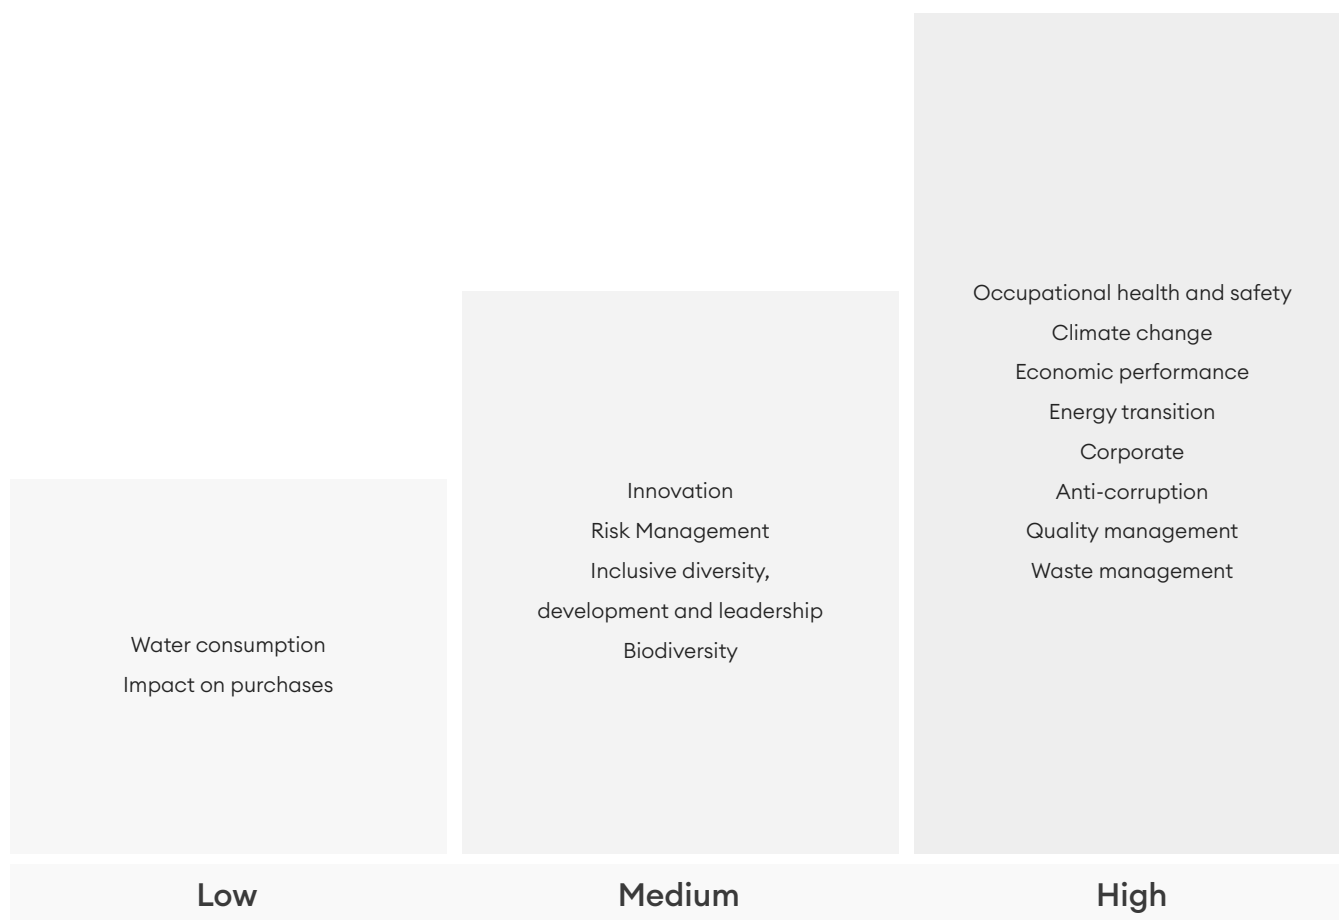 Occupational health and safety
Climate change
Economic performance
Energy transition
Corporate
Anti-corruption
Quality management
Waste management
Innovation
Risk Management
Inclusive diversity,
development and leadership
Biodiversity
Water consumption
Impact on purchases
Low
Medium
High